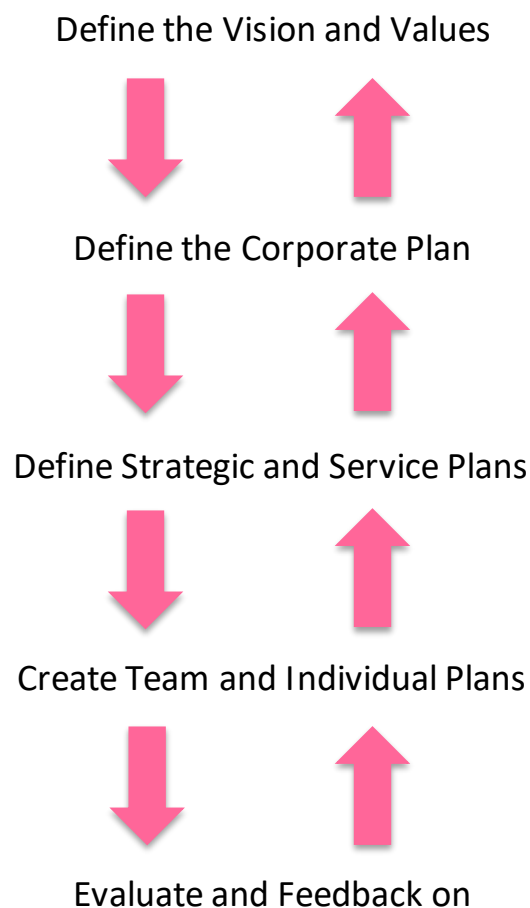 Define the Vision and Values
Define the Corporate Plan
Define Strategic and Service Plans
Create Team and Individual Plans
Evaluate and Feedback on